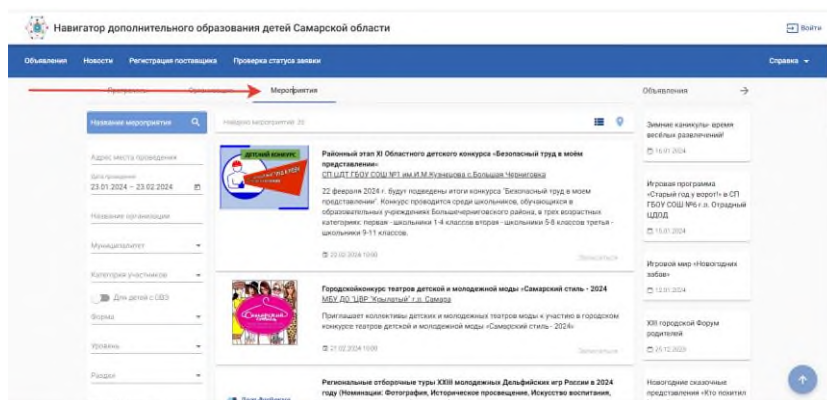 Навигатор дополнительного образования детей Самарской области
Войти
Объявления Новости Регистрация поставщика Проверка статуса заявки Справка
Мероприятия
Объявления
Название мероприятия
Найдено мероприятий: 20
Адрес места проведения
Дата проведения
23.01.2024 – 23.02.2024
Название организации
Муниципалитет
Категория участников
Для детей с ОВЗ
Форма
Уровень
Раздел
ДЕТСКИЙ КОНКУРС
Районный этап XI Областного детского конкурса «Безопасный труд в моём
представлении»
СП ЦДТ ГБОУ СОШ №1 им.И.М.Кузнецова с.Большая Черниговка
22 февраля 2024 г. будут подведены итоги конкурса "Безопасный труд в моем
представлении". Конкурс проводится среди школьников, обучающихся в
образовательных учреждениях Большечерниговского района, в трех возрастных
категориях: первая - школьники 1-4 классов вторая - школьники 5-8 классов третья -
школьники 9-11 классов.
22.02.2024 10:00
Записаться
Городскойконкурс театров детской и молодежной моды «Самарский стиль - 2024
МБУ ДО "ЦВР "Крылатый" г.о. Самара
Приглашает коллективы детских и молодежных театров моды к участию в городском
конкурсе театров детской и молодежной моды «Самарский стиль - 2024»
21.02.2024 10:00
Записаться
Региональные отборочные туры XXIII молодежных Дельфийских игр России в 2024
году (Номинации: Фотография, Историческое просвещение, Искусство воспитания,
Зимние каникулы- время
весёлых развлечений!
16.01.2024
Игровая программа
«Старый год у ворот!» в СП
ГБОУ СОШ №6 г.о. Отрадный
ЦДОД
15.01.2024
Игровой мир «Новогодних
забав»
12.01.2024
XIII городской Форум
родителей
25.12.2023
Новогодние сказочные
представления «Кто похитил